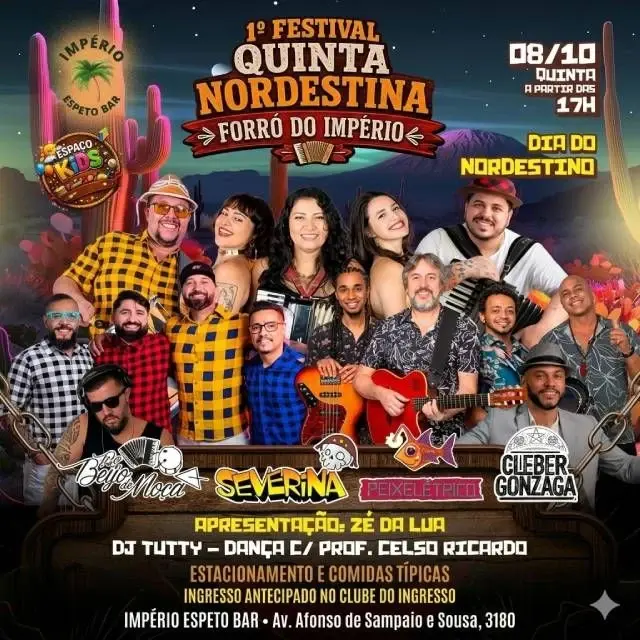 IMPÉRIO
ESPETO BAR
ESPAÇO
KIDS
1º FESTIVAL
QUINTA
NORDESTINA
FORRÓ DO IMPÉRIO
08/10
QUINTA
A PARTIR DAS
17H
DIA DO
NORDESTINO
Beijo de Moça
SEVERINA
PEIXELÉTRICO
CLEBER
GONZAGA
APRESENTAÇÃO: ZÉ DA LUA
DJ TUTTY – DANÇA C/ PROF. CELSO RICARDO
ESTACIONAMENTO E COMIDAS TÍPICAS
INGRESSO ANTECIPADO NO CLUBE DO INGRESSO
IMPÉRIO ESPETO BAR • Av. Afonso de Sampaio e Sousa, 3180